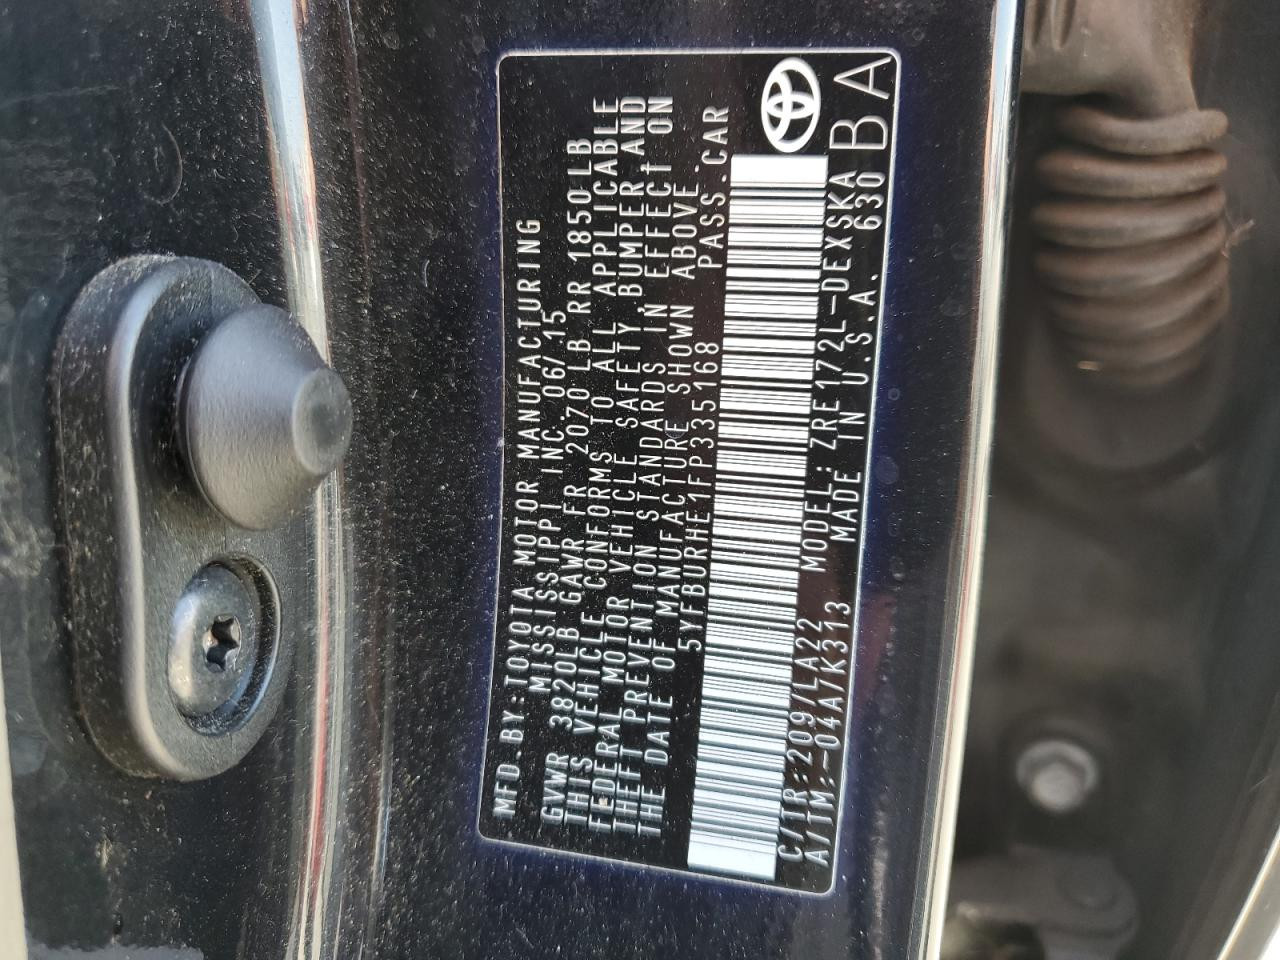 MFD.BY:TOYOTA MOTOR MANUFACTURING
MISSISSIPPI INC. 06/15
GVWR 3820LB GAWR FR 2070 LB RR 1850 LB
THIS VEHICLE CONFORMS TO ALL APPLICABLE
FEDERAL MOTOR VEHICLE SAFETY, BUMPER AND
THEFT PREVENTION STANDARDS IN EFFECT ON
THE DATE OF MANUFACTURE SHOWN ABOVE.
5YFBURHE1FP335168 PASS.CAR
C/TR:209/LA22 MODEL:ZRE172L-DEXSKA
A/TM:-04A/K313 MADE IN U.S.A. 630
BA